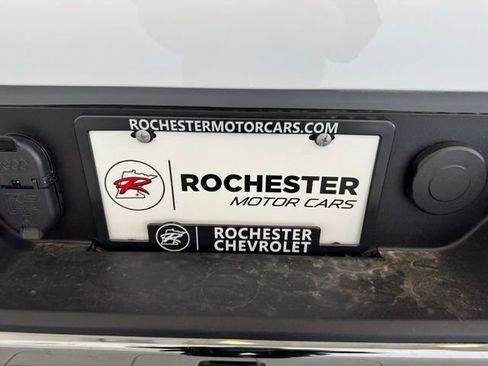 ROCHESTERMOTORCARS.COM
R
ROCHESTER
MOTOR CARS
R
ROCHESTER
CHEVROLET